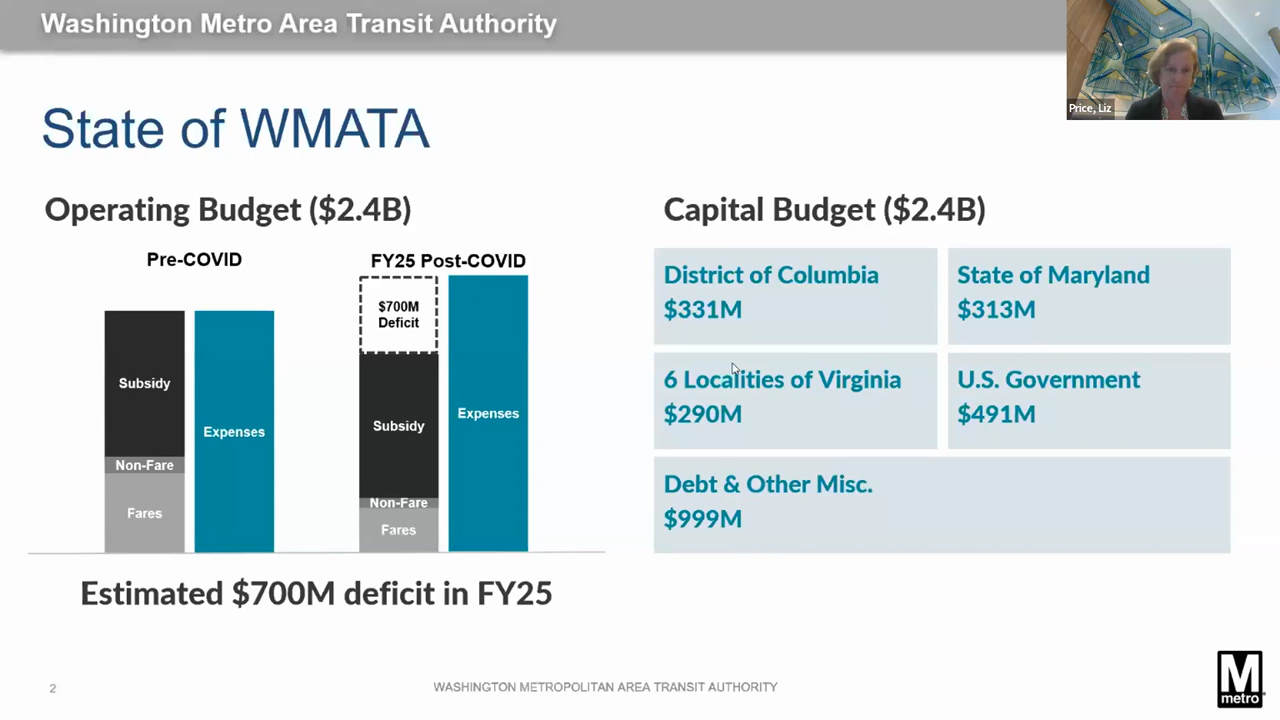 Washington Metro Area Transit Authority
Price, Liz
State of WMATA
Operating Budget ($2.4B)
Pre-COVID
FY25 Post-COVID
Subsidy
Non-Fare
Fares
Expenses
$700M
Deficit
Subsidy
Non-Fare
Fares
Expenses
Estimated $700M deficit in FY25
Capital Budget ($2.4B)
District of Columbia
$331M
State of Maryland
$313M
6 Localities of Virginia
$290M
U.S. Government
$491M
Debt & Other Misc.
$999M
2
WASHINGTON METROPOLITAN AREA TRANSIT AUTHORITY
M
metro